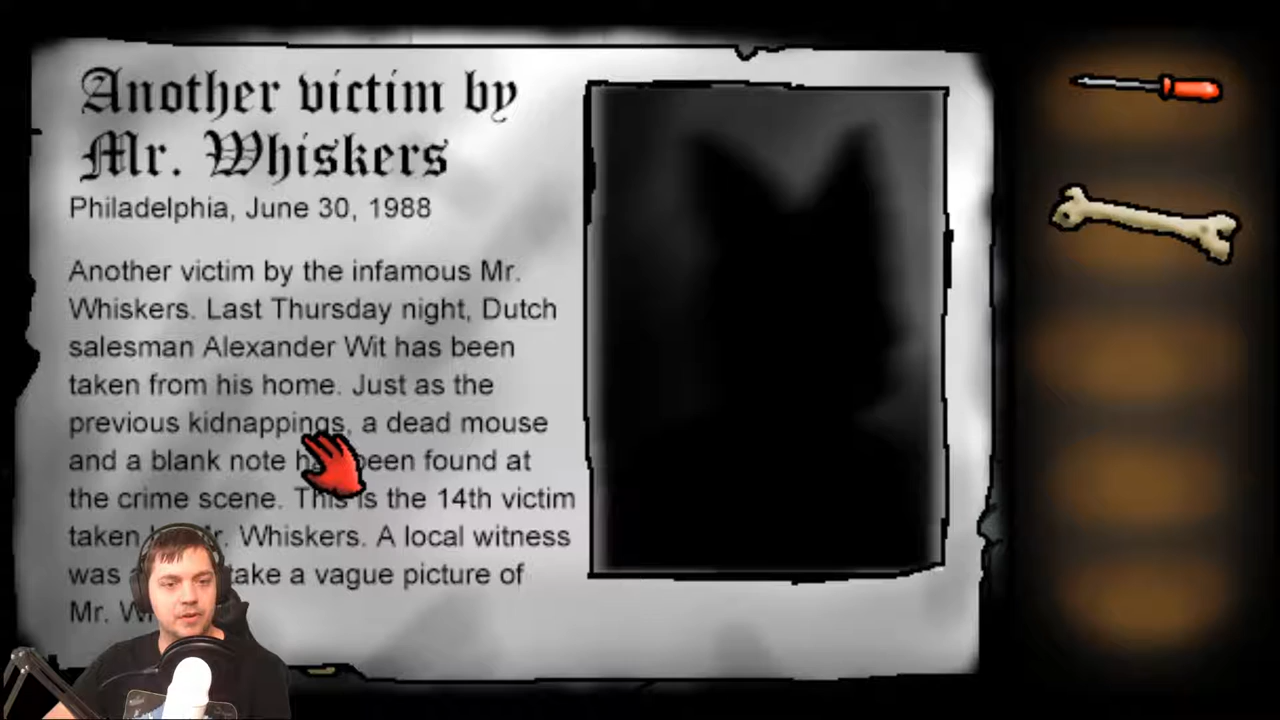 Another victim by
Mr. Whiskers
Philadelphia, June 30, 1988
Another victim by the infamous Mr.
Whiskers. Last Thursday night, Dutch
salesman Alexander Wit has been
taken from his home. Just as the
previous kidnappings, a dead mouse
and a blank note been found at
the crime scene. This is the 14th victim
taken Mr. Whiskers. A local witness
was take a vague picture of
Mr.